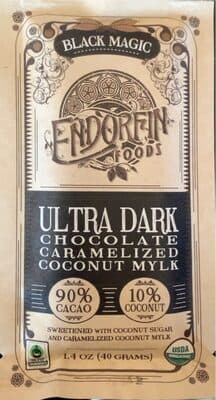 BLACK MAGIC
ENDORFIN
FOODS
ULTRA DARK
CHOCOLATE
CARAMELIZED
COCONUT MYLK
90%
CACAO
10%
COCONUT
SWEETENED WITH COCONUT SUGAR
AND CARAMELIZED COCONUT MYLK
1.4 OZ (40 GRAMS)
USDA
ORGANIC